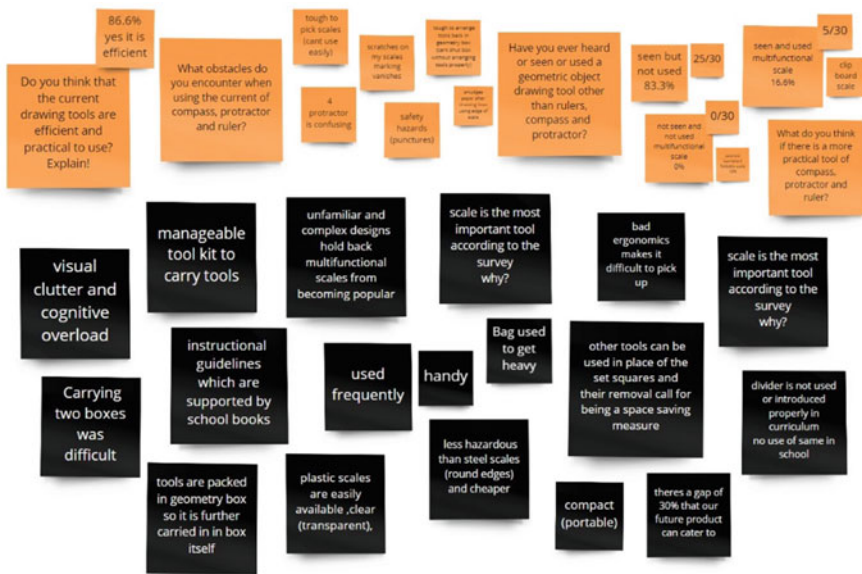 86.6%
yes it is
efficient
Do you think that
the current
drawing tools are
efficient and
practical to use?
Explain!
What obstacles do
you encounter when
using the current of
compass, protractor
and ruler?
tough to
pick scales
(cant use
easily)
scratches on
my scales
marking
vanishes
4
protractor
is confusing
safety
hazards
(punctures)
tough to arrange
tools back in
geometry box
without
arranging
tools properly)
Have you ever heard
or seen or used a
geometric object
drawing tool other
than rulers,
compass and
protractor?
seen but
not used
83.3%
25/30
not seen and
not used
multifunctional
scale
0%
0/30
seen and used
multifunctional
scale
16.6%
5/30
clip
board
scale
What do you think
if there is a more
practical tool of
compass,
protractor and
ruler?
visual
clutter and
cognitive
overload
manageable
tool kit to
carry tools
unfamiliar and
complex designs
hold back
multifunctional
scales from
becoming popular
scale is the most
important tool
according to the
survey
why?
bad
ergonomics
makes it
difficult to pick
up
scale is the most
important tool
according to the
survey
why?
Carrying
two boxes
was
difficult
instructional
guidelines
which are
supported by
school books
used
frequently
handy
Bag used
to get
heavy
other tools can be
used in place of the
set squares and
their removal call for
being a space saving
measure
divider is not used
or introduced
properly in
curriculum
no use of same in
school
tools are packed
in geometry box
so it is further
carried in in box
itself
plastic scales
are easily
available ,clear
(transparent),
less hazardous
than steel scales
(round edges)
and cheaper
compact
(portable)
theres a gap of
30% that our
future product
can cater to